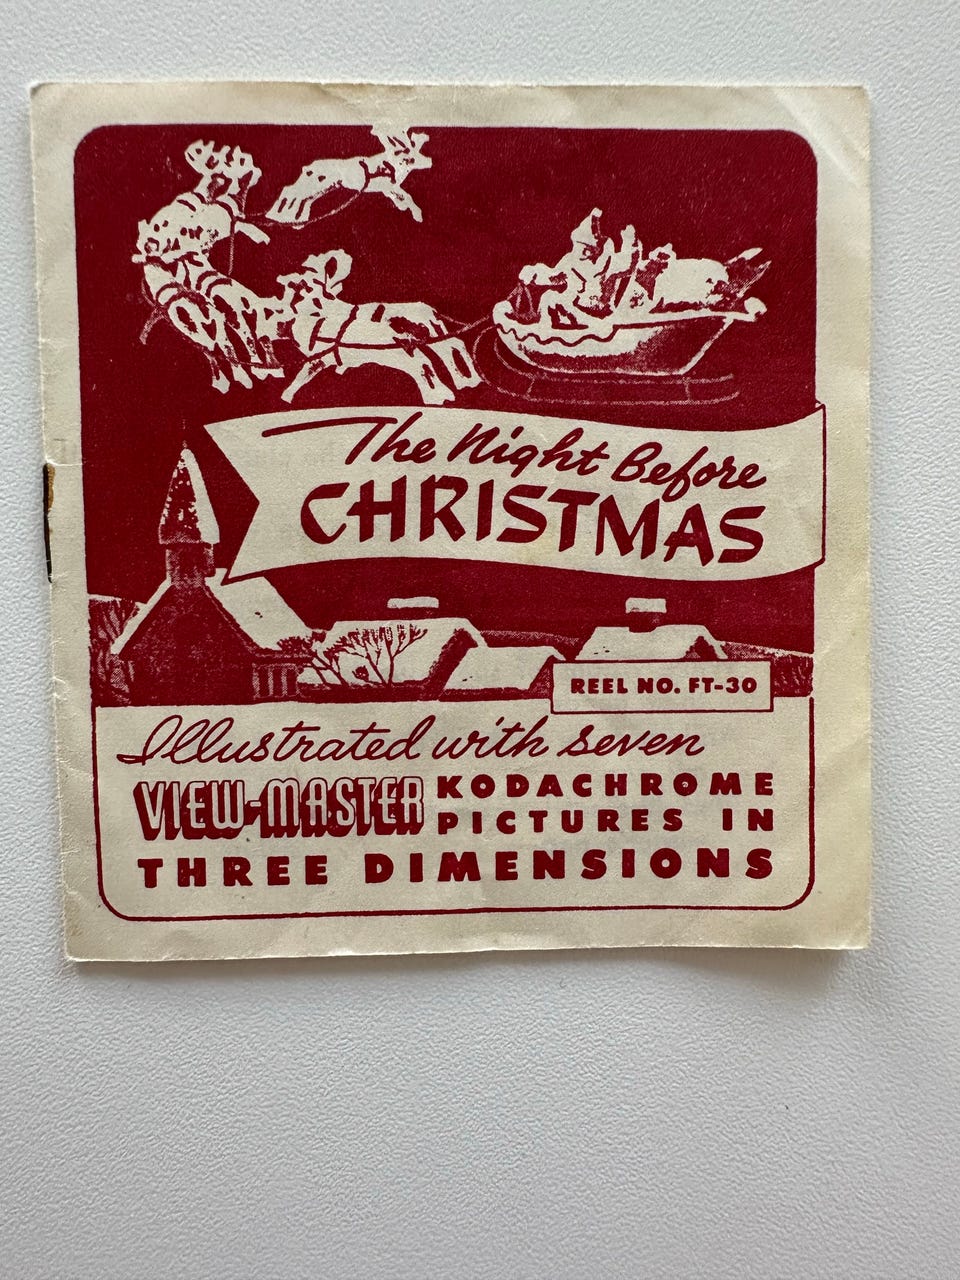 The Night Before
CHRISTMAS
REEL NO. FT-30
Illustrated with seven
VIEW-MASTER KODACHROME
PICTURES IN
THREE DIMENSIONS